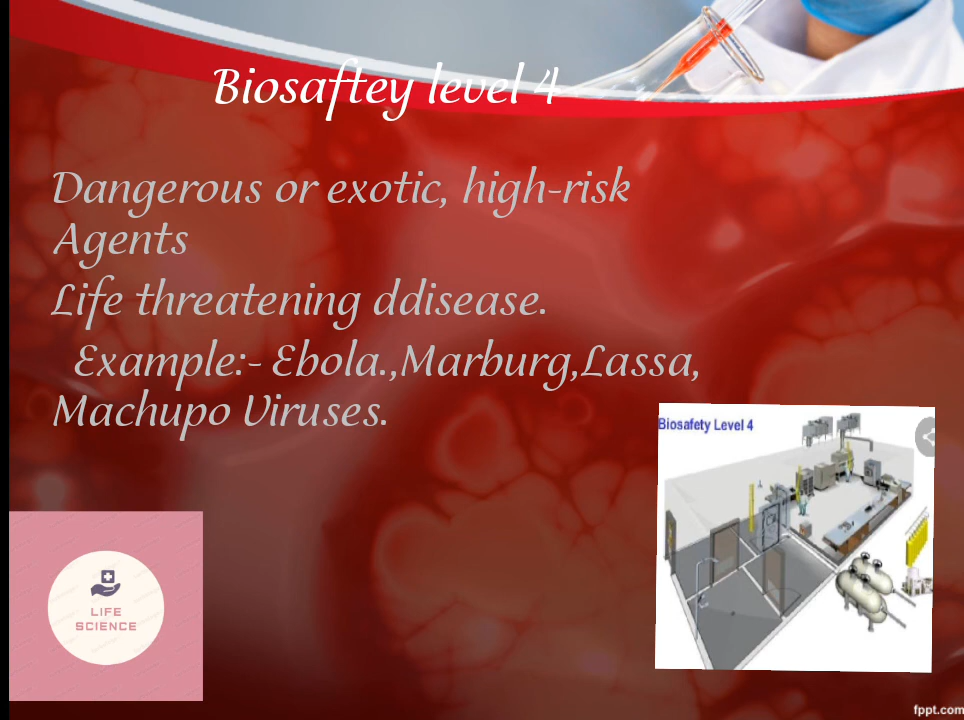 Biosaftey level 4
Dangerous or exotic, high-risk
Agents
Life threatening ddisease.
Example:- Ebola.,Marburg,Lassa,
Machupo Viruses.
Biosafety Level 4
LIFE
SCIENCE
fppt.com